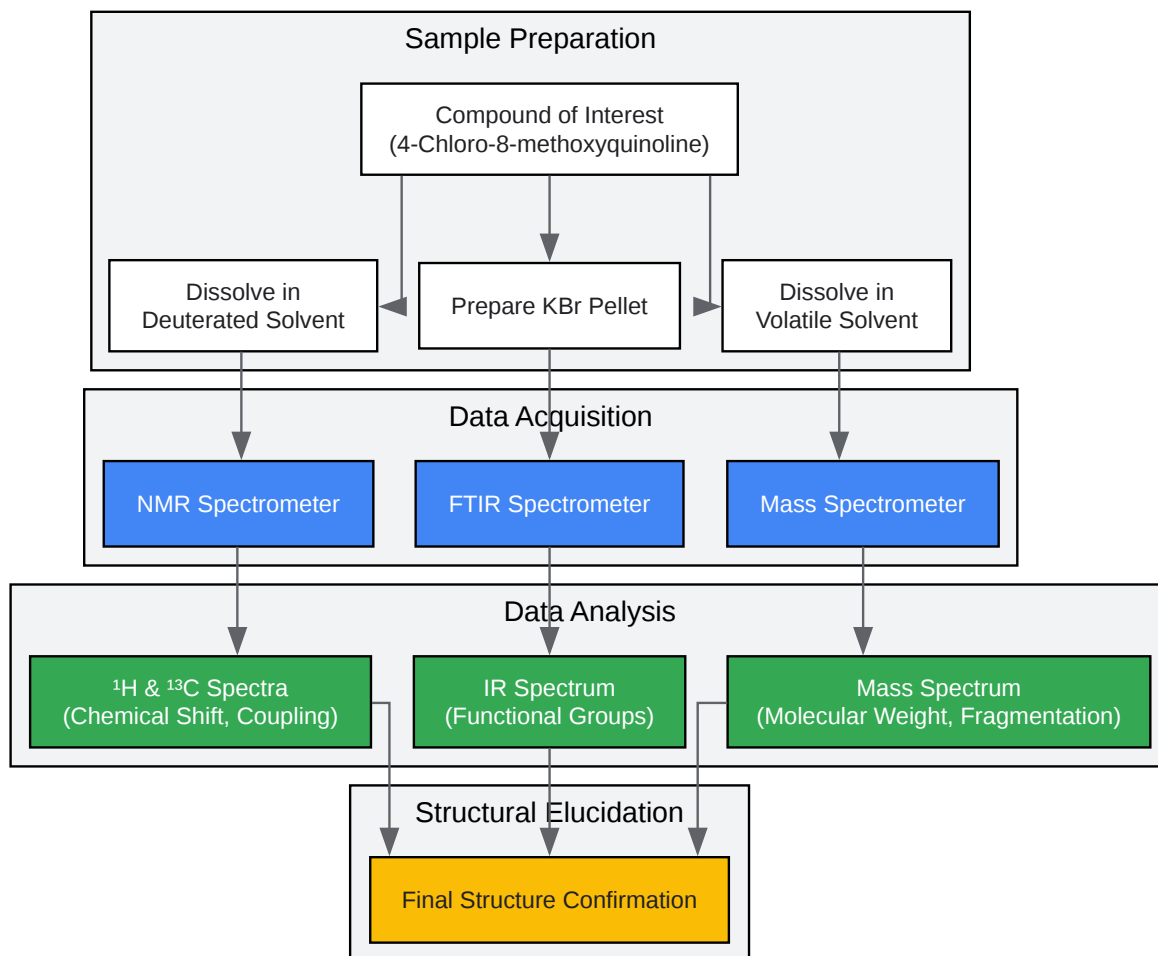 Sample Preparation
Compound of Interest
(4-Chloro-8-methoxyquinoline)
Dissolve in
Deuterated Solvent
Prepare KBr Pellet
Dissolve in
Volatile Solvent
Data Acquisition
NMR Spectrometer
FTIR Spectrometer
Mass Spectrometer
Data Analysis
¹H & ¹³C Spectra
(Chemical Shift, Coupling)
IR Spectrum
(Functional Groups)
Mass Spectrum
(Molecular Weight, Fragmentation)
Structural Elucidation
Final Structure Confirmation